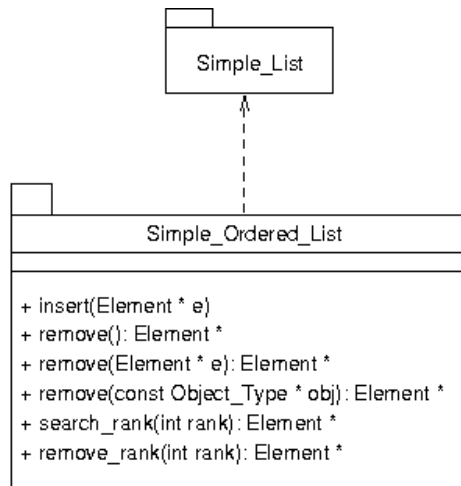 Simple_List
Simple_Ordered_List
+ insert(Element * e)
+ remove(): Element *
+ remove(Element * e): Element *
+ remove(const Object_Type * obj): Element *
+ search_rank(int rank): Element *
+ remove_rank(int rank): Element *